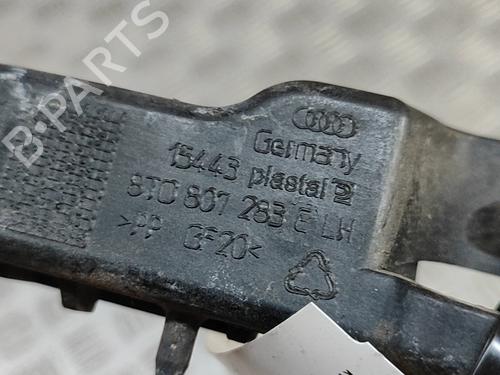 B-PARTS
Germany
15443 plastal
8T0 807 283 E LH
>PP GF20<